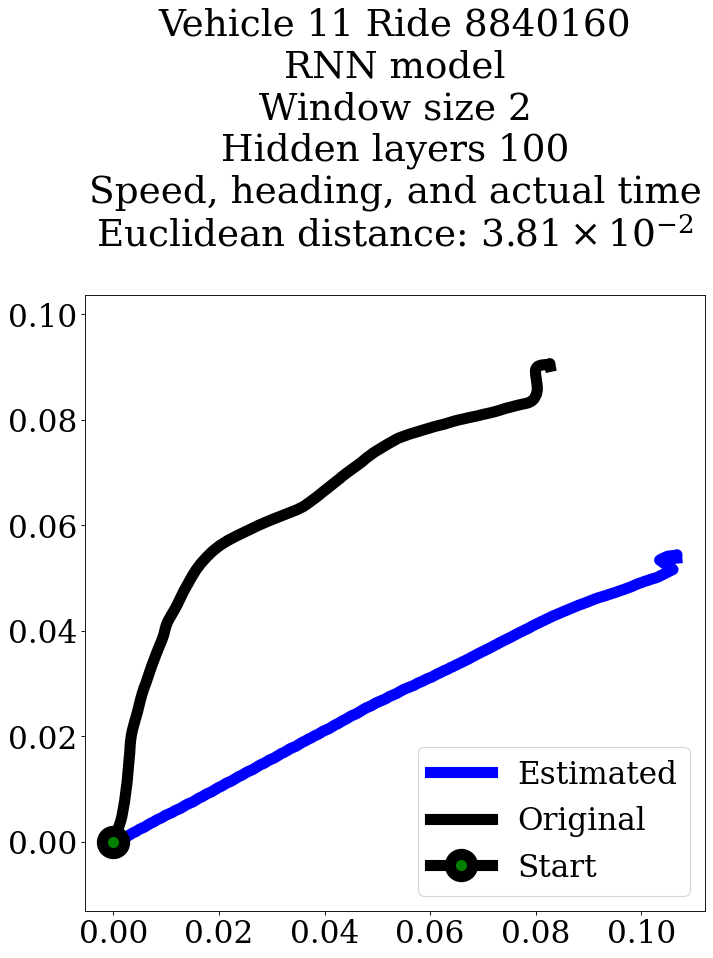 Vehicle 11 Ride 8840160
RNN model
Window size 2
Hidden layers 100
Speed, heading, and actual time
Euclidean distance: 3.81 × 10⁻²
0.10
0.08
0.06
0.04
0.02
0.00
Estimated
Original
Start
0.00 0.02 0.04 0.06 0.08 0.10